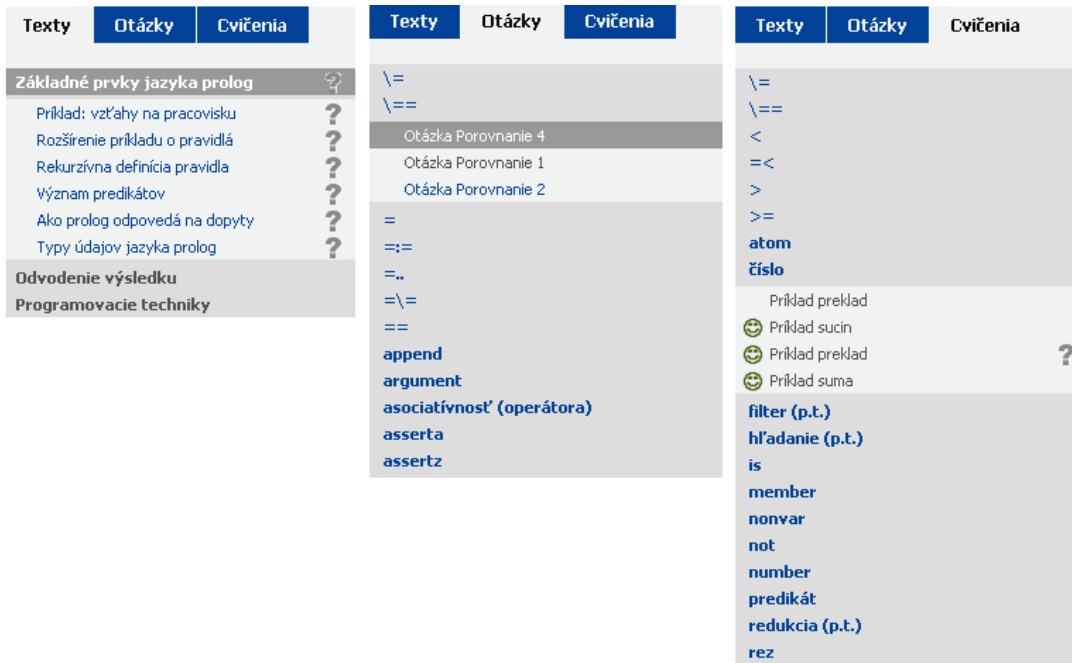 Texty Otázky Cvičenia
Základné prvky jazyka prolog ?
Príklad: vzťahy na pracovisku ?
Rozšírenie príkladu o pravidlá ?
Rekurzívna definícia pravidla ?
Význam predikátov ?
Ako prolog odpovedá na dopyty ?
Typy údajov jazyka prolog ?
Odvodenie výsledku
Programovacie techniky
Texty Otázky Cvičenia
\=
\==
Otázka Porovnanie 4
Otázka Porovnanie 1
Otázka Porovnanie 2
=
=:=
=..
=\=
==
append
argument
asociatívnosť (operátora)
asserta
assertz
Texty Otázky Cvičenia
\=
\==
<
=<
>
>=
atom
číslo
Príklad preklad
Príklad sucin
Príklad preklad ?
Príklad suma
filter (p.t.)
hľadanie (p.t.)
is
member
nonvar
not
number
predikát
redukcia (p.t.)
rez